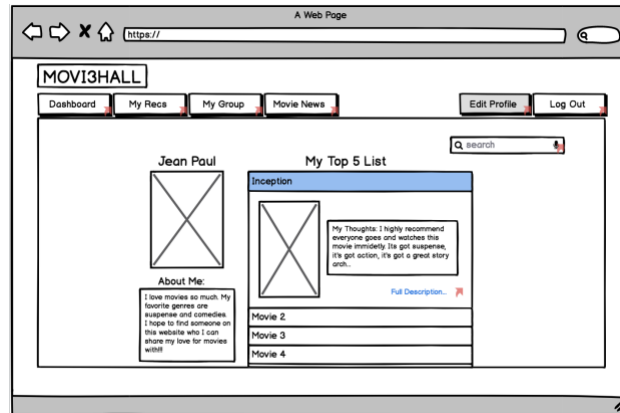 A Web Page
https://
MOVI3HALL
Dashboard
My Recs
My Group
Movie News
Edit Profile
Log Out
search
Jean Paul
My Top 5 List
Inception
My Thoughts: I highly recommend
everyone goes and watches this
movie immidetly. Its got suspense,
it's got action, it's got a great story
arch...
Full Description...
About Me:
I love movies so much. My
favorite genres are
suspense and comedies.
I hope to find someone on
this website who I can
share my love for movies
with!!!
Movie 2
Movie 3
Movie 4